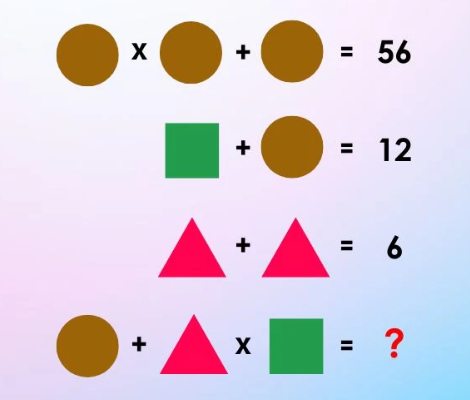 x + = 56
+ = 12
+ = 6
+ x = ?